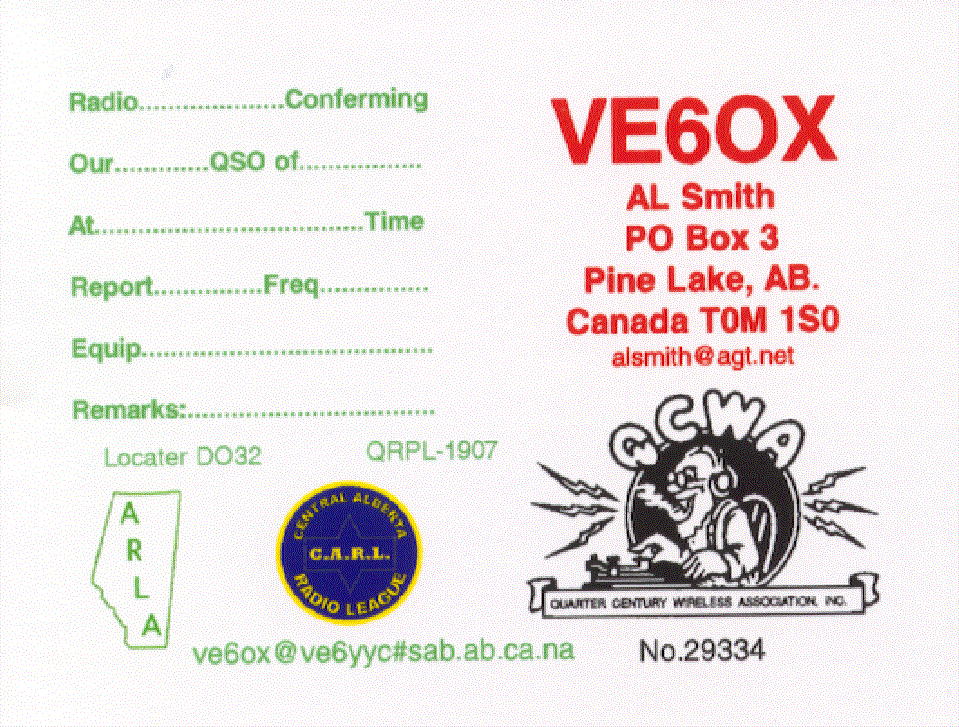 Radio....................Conferming
Our.............QSO of.................
At.....................................Time
Report...............Freq...............
Equip........................................
Remarks:..................................
Locater DO32
QRPL-1907
A
R
L
A
CENTRAL ALBERTA
C.A.R.L.
RADIO LEAGUE
ve6ox@ve6yyc#sab.ab.ca.na
VE6OX
AL Smith
PO Box 3
Pine Lake, AB.
Canada T0M 1S0
alsmith@agt.net
QCWA
QUARTER CENTURY WIRELESS ASSOCIATION, INC.
No.29334